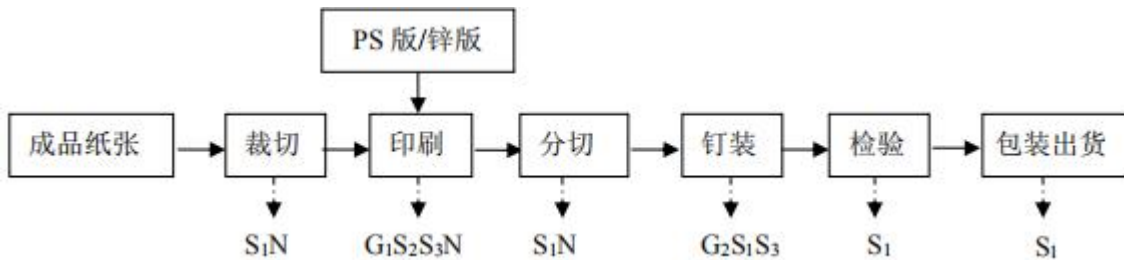 PS 版/锌版
成品纸张
裁切
印刷
分切
钉装
检验
包装出货
S₁N
G₁S₂S₃N
S₁N
G₂S₁S₃
S₁
S₁